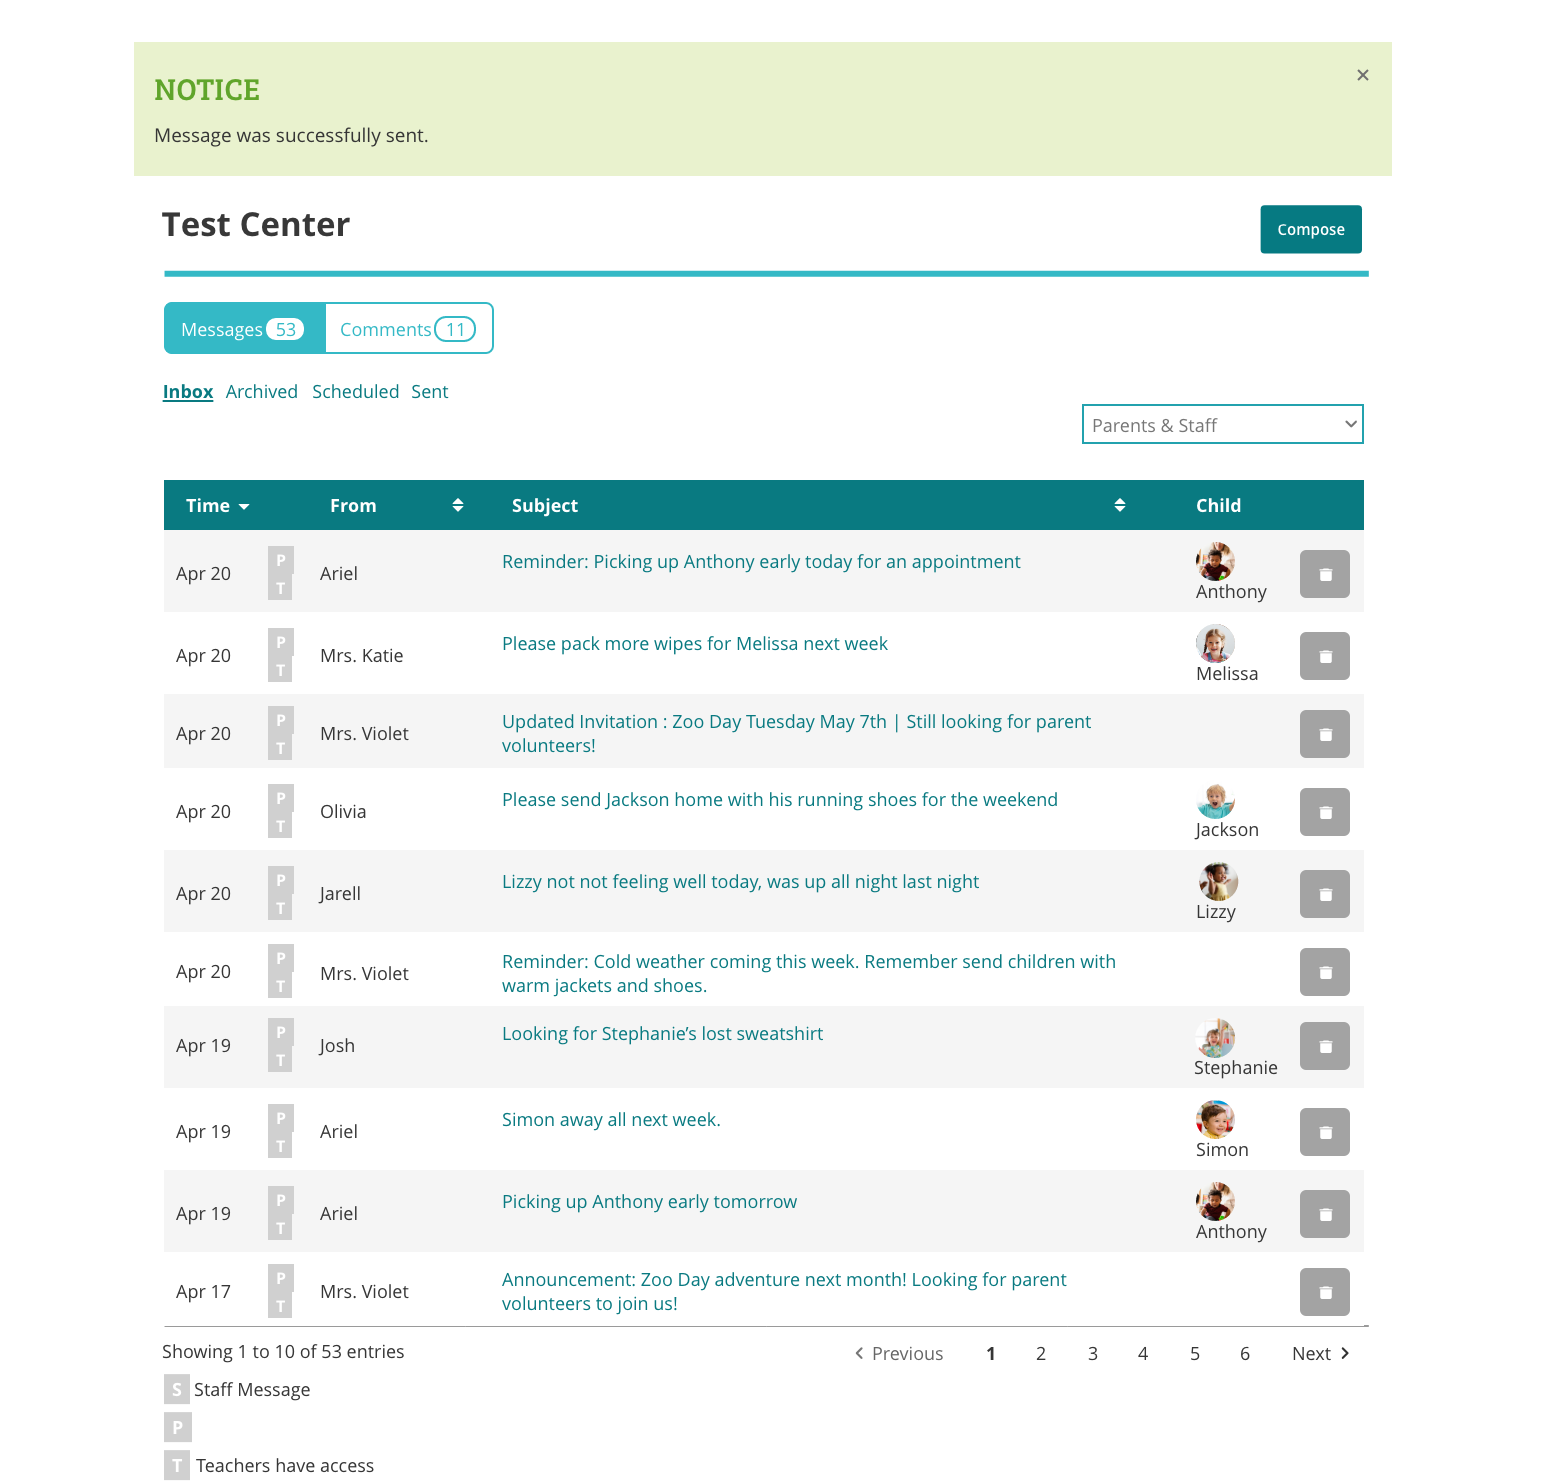 NOTICE
×
Message was successfully sent.
Test Center
Compose
Messages 53 Comments 11
Inbox Archived Scheduled Sent
Parents & Staff
Time From Subject Child
Apr 20 P T Ariel Reminder: Picking up Anthony early today for an appointment Anthony
Apr 20 P T Mrs. Katie Please pack more wipes for Melissa next week Melissa
Apr 20 P T Mrs. Violet Updated Invitation : Zoo Day Tuesday May 7th | Still looking for parent
volunteers!
Apr 20 P T Olivia Please send Jackson home with his running shoes for the weekend Jackson
Apr 20 P T Jarell Lizzy not not feeling well today, was up all night last night Lizzy
Apr 20 P T Mrs. Violet Reminder: Cold weather coming this week. Remember send children with
warm jackets and shoes.
Apr 19 P T Josh Looking for Stephanie’s lost sweatshirt Stephanie
Apr 19 P T Ariel Simon away all next week. Simon
Apr 19 P T Ariel Picking up Anthony early tomorrow Anthony
Apr 17 P T Mrs. Violet Announcement: Zoo Day adventure next month! Looking for parent
volunteers to join us!
Showing 1 to 10 of 53 entries Previous 1 2 3 4 5 6 Next
S Staff Message
P
T Teachers have access